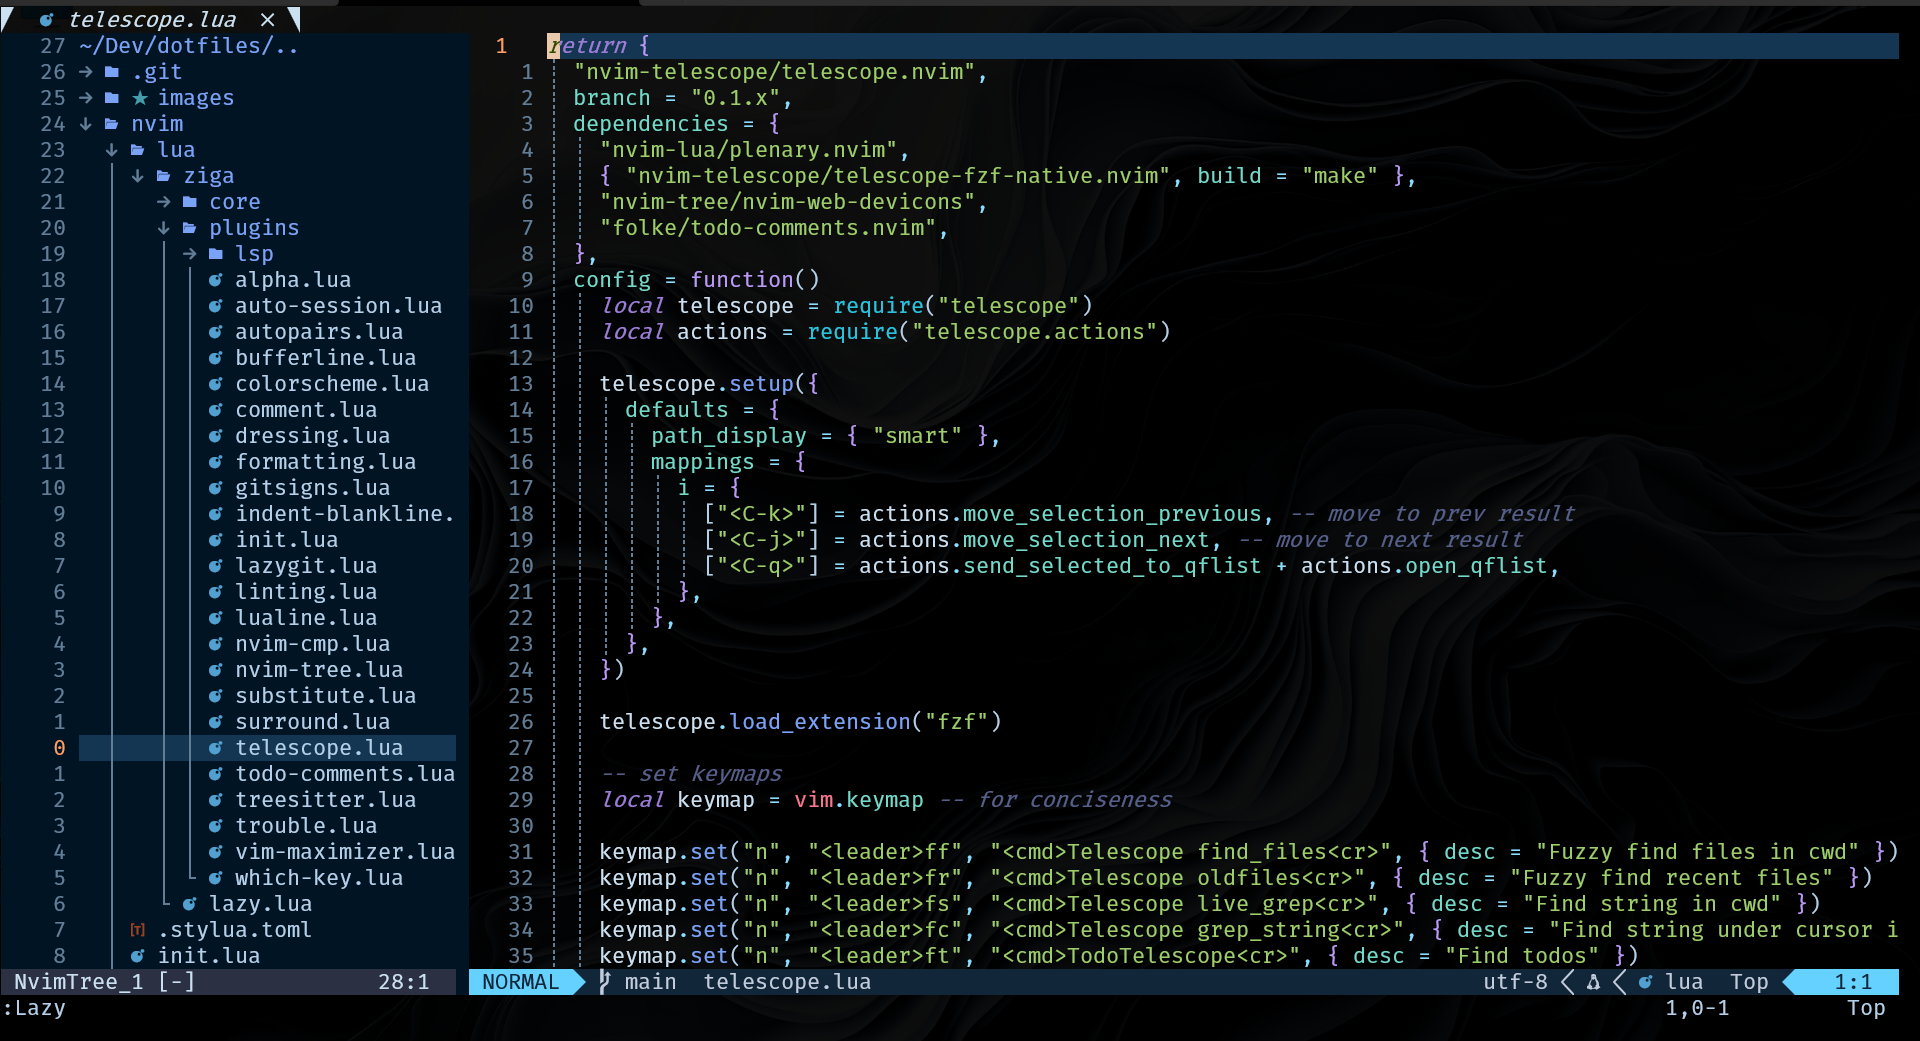 telescope.lua ×
27 ~/Dev/dotfiles/..
26 .git
25 ★ images
24 nvim
23 lua
22 ziga
21 core
20 plugins
19 lsp
18 alpha.lua
17 auto-session.lua
16 autopairs.lua
15 bufferline.lua
14 colorscheme.lua
13 comment.lua
12 dressing.lua
11 formatting.lua
10 gitsigns.lua
9 indent-blankline.
8 init.lua
7 lazygit.lua
6 linting.lua
5 lualine.lua
4 nvim-cmp.lua
3 nvim-tree.lua
2 substitute.lua
1 surround.lua
0 telescope.lua
1 todo-comments.lua
2 treesitter.lua
3 trouble.lua
4 vim-maximizer.lua
5 which-key.lua
6 lazy.lua
7 [T] .stylua.toml
8 init.lua
NvimTree_1 [-] 28:1
1 return {
1 "nvim-telescope/telescope.nvim",
2 branch = "0.1.x",
3 dependencies = {
4 "nvim-lua/plenary.nvim",
5 { "nvim-telescope/telescope-fzf-native.nvim", build = "make" },
6 "nvim-tree/nvim-web-devicons",
7 "folke/todo-comments.nvim",
8 },
9 config = function()
10 local telescope = require("telescope")
11 local actions = require("telescope.actions")
12
13 telescope.setup({
14 defaults = {
15 path_display = { "smart" },
16 mappings = {
17 i = {
18 ["<C-k>"] = actions.move_selection_previous, -- move to prev result
19 ["<C-j>"] = actions.move_selection_next, -- move to next result
20 ["<C-q>"] = actions.send_selected_to_qflist + actions.open_qflist,
21 },
22 },
23 },
24 })
25
26 telescope.load_extension("fzf")
27
28 -- set keymaps
29 local keymap = vim.keymap -- for conciseness
30
31 keymap.set("n", "<leader>ff", "<cmd>Telescope find_files<cr>", { desc = "Fuzzy find files in cwd" })
32 keymap.set("n", "<leader>fr", "<cmd>Telescope oldfiles<cr>", { desc = "Fuzzy find recent files" })
33 keymap.set("n", "<leader>fs", "<cmd>Telescope live_grep<cr>", { desc = "Find string in cwd" })
34 keymap.set("n", "<leader>fc", "<cmd>Telescope grep_string<cr>", { desc = "Find string under cursor i
35 keymap.set("n", "<leader>ft", "<cmd>TodoTelescope<cr>", { desc = "Find todos" })
NORMAL main telescope.lua utf-8 lua Top 1:1
:Lazy 1,0-1 Top